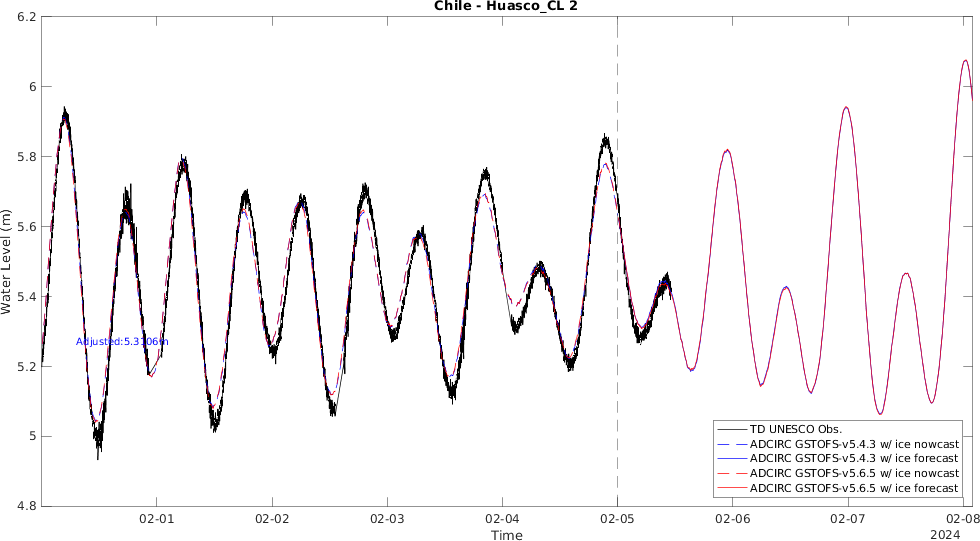 Chile - Huasco_CL 2
6.2
6
5.8
5.6
5.4
5.2
5
4.8
Water Level (m)
Adjusted:5.3106m
TD UNESCO Obs.
ADCIRC GSTOFS-v5.4.3 w/ ice nowcast
ADCIRC GSTOFS-v5.4.3 w/ ice forecast
ADCIRC GSTOFS-v5.6.5 w/ ice nowcast
ADCIRC GSTOFS-v5.6.5 w/ ice forecast
02-01 02-02 02-03 02-04 02-05 02-06 02-07 02-08
Time
2024